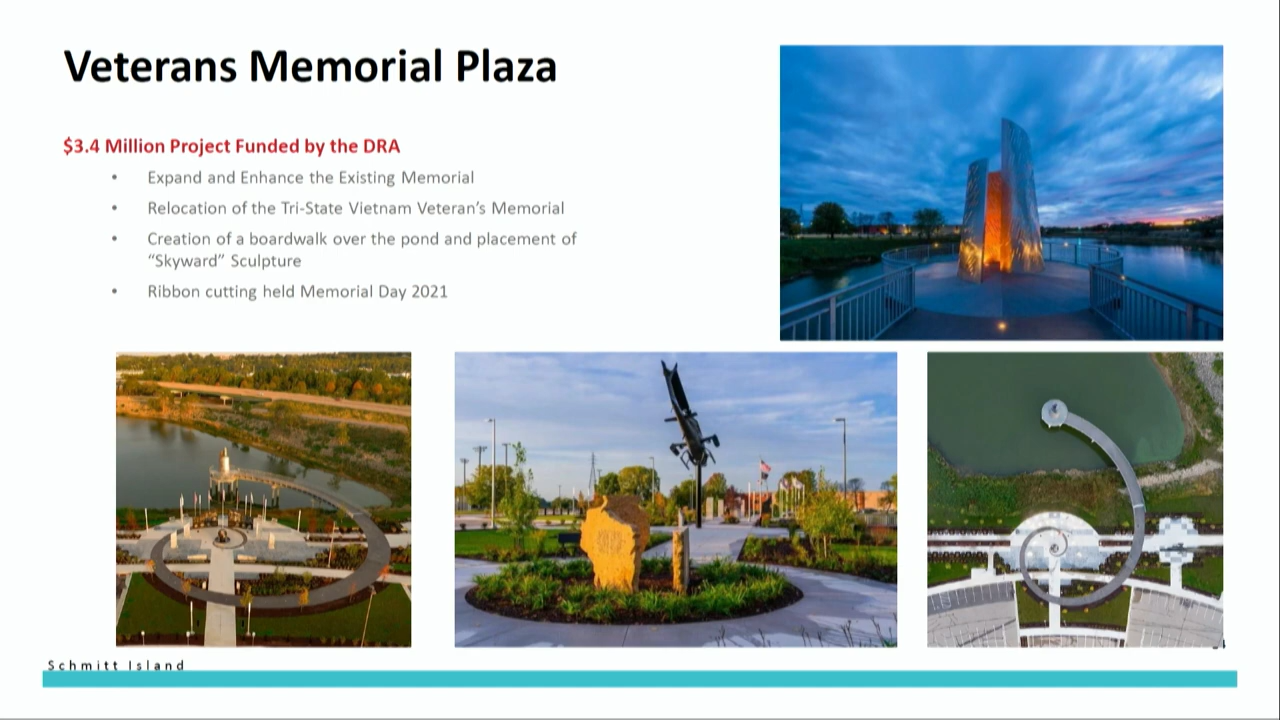 Veterans Memorial Plaza
$3.4 Million Project Funded by the DRA
• Expand and Enhance the Existing Memorial
• Relocation of the Tri-State Vietnam Veteran's Memorial
• Creation of a boardwalk over the pond and placement of
“Skyward” Sculpture
• Ribbon cutting held Memorial Day 2021
Schmitt Island